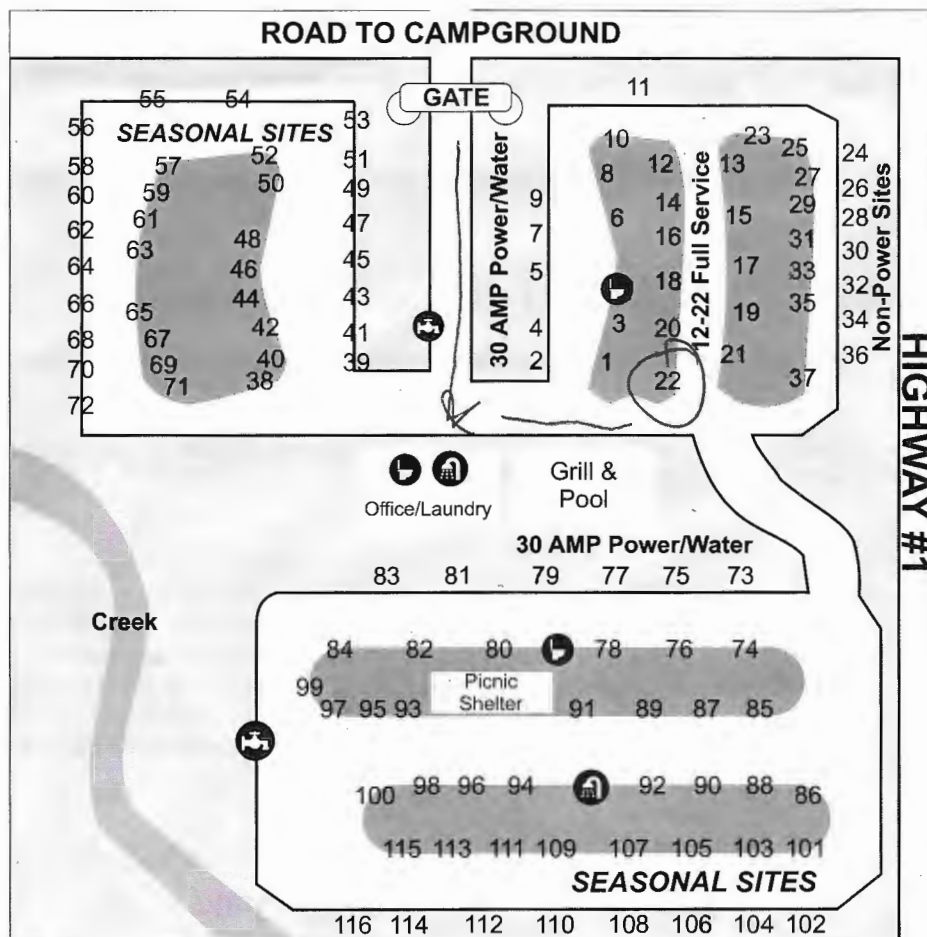 ROAD TO CAMPGROUND
GATE
11
55 54
SEASONAL SITES
56 53
58 57 52 51
60 59 50 49
62 61 48 47
64 63 46 45
66 65 44 43
68 67 42 41
70 69 40 39
72 71 38
30 AMP Power/Water
9
7
5
4
2
10 12
8 14
6 16
18
3 20
1 22
12-22 Full Service
23 25
13 27
15 29
17 31
19 33
21 35
37
24
26
28
30
32
34
36
Non-Power Sites
HIGHWAY #1
Office/Laundry
Grill &
Pool
30 AMP Power/Water
83 81 79 77 75 73
Creek
84 82 80 78 76 74
99
Picnic
Shelter
97 95 93 91 89 87 85
100 98 96 94 92 90 88 86
115 113 111 109 107 105 103 101
SEASONAL SITES
116 114 112 110 108 106 104 102